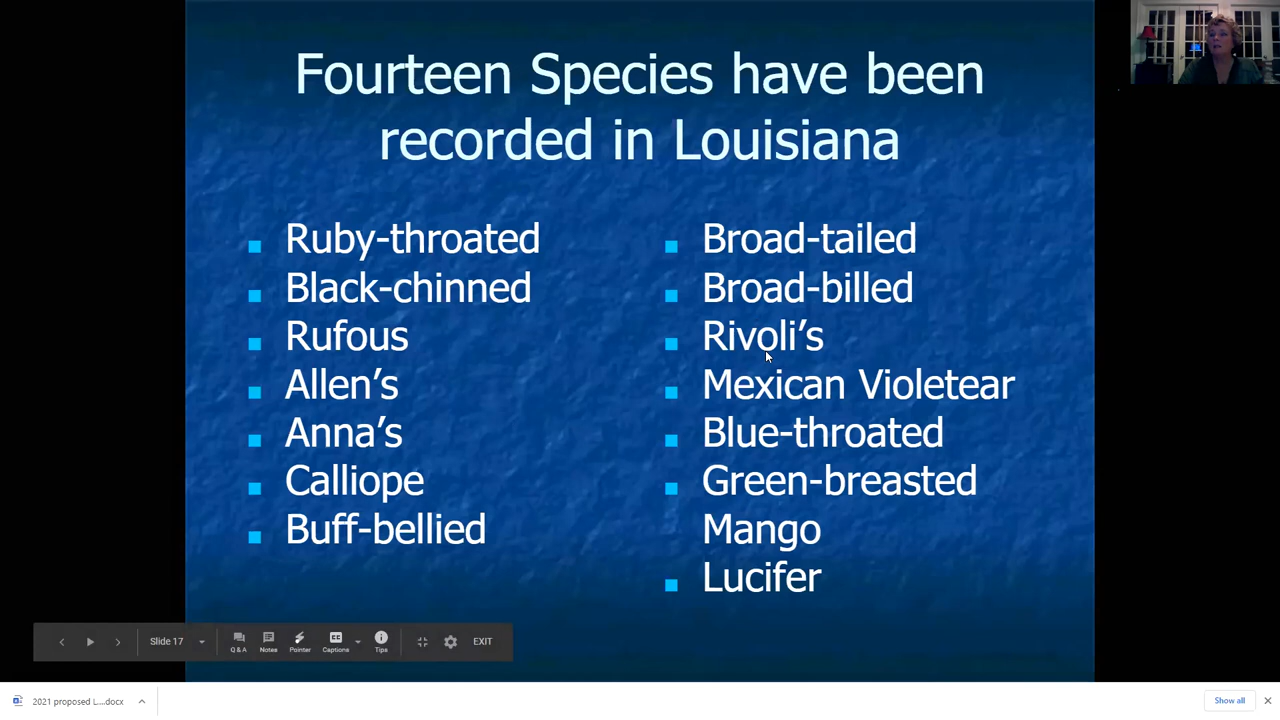 Fourteen Species have been
recorded in Louisiana
Ruby-throated
Black-chinned
Rufous
Allen’s
Anna’s
Calliope
Buff-bellied
Broad-tailed
Broad-billed
Rivoli’s
Mexican Violetear
Blue-throated
Green-breasted
Mango
Lucifer
Slide 17
Q & A
Notes
Pointer
CC
Captions
Tips
EXIT
2021 proposed L....docx
Show all